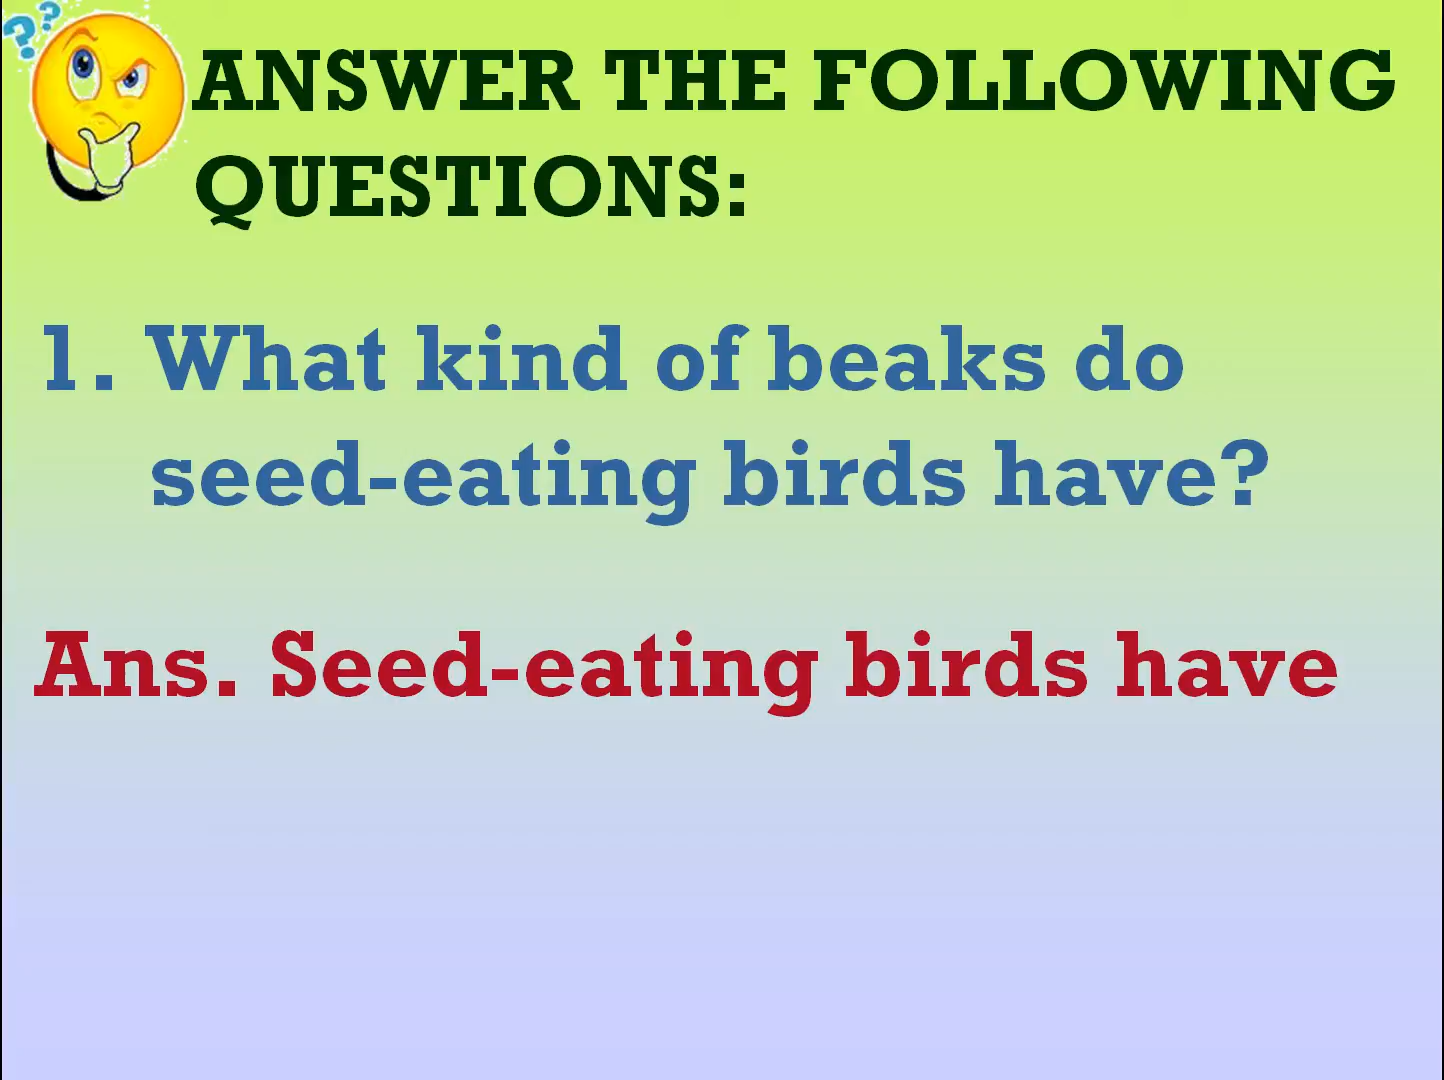 ??
ANSWER THE FOLLOWING
QUESTIONS:
1. What kind of beaks do
seed-eating birds have?
Ans. Seed-eating birds have